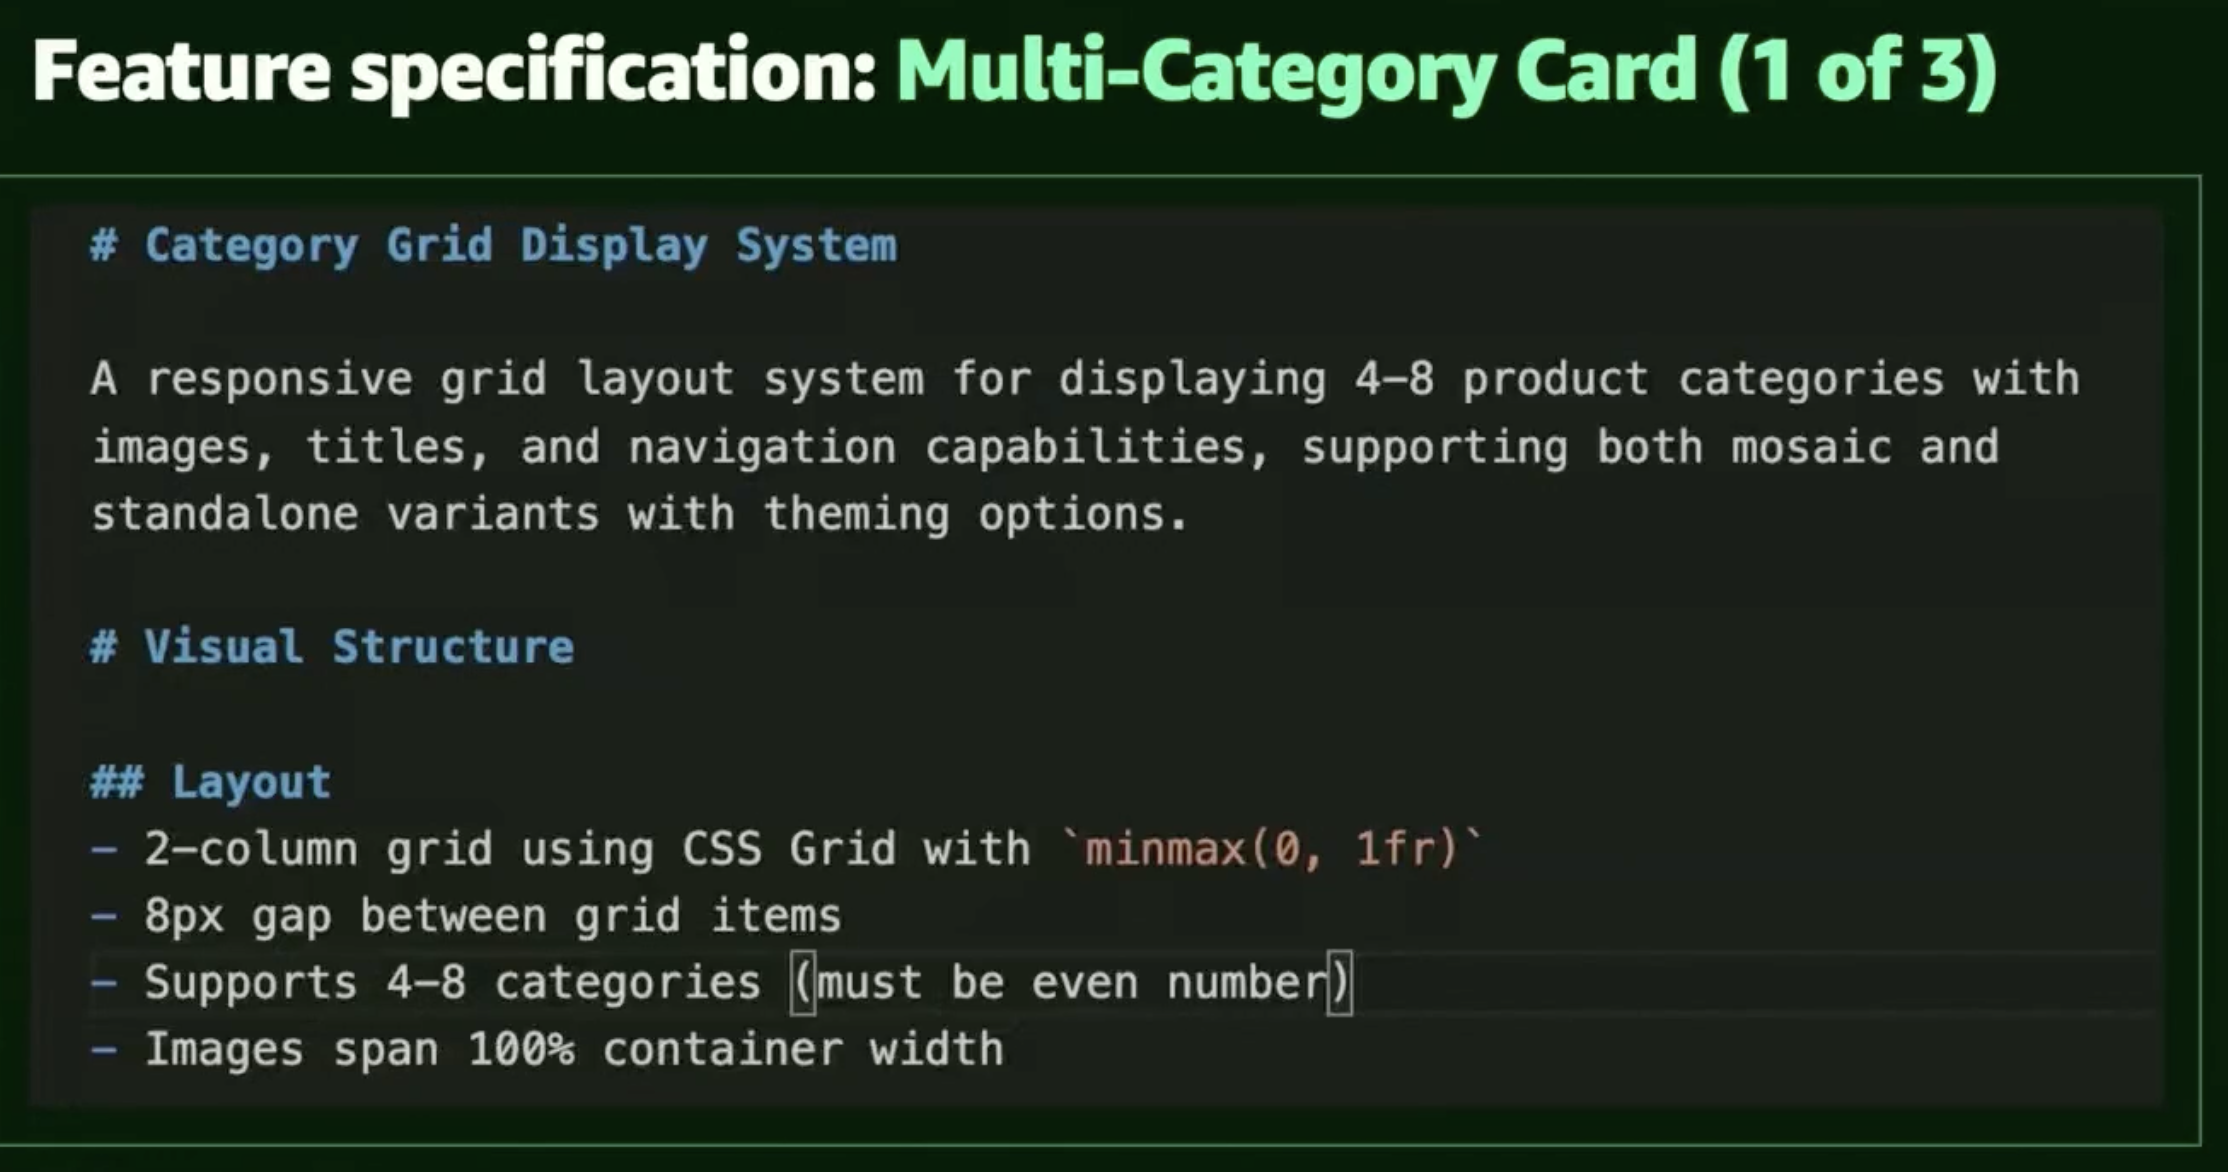 Feature specification: Multi-Category Card (1 of 3)
# Category Grid Display System
A responsive grid layout system for displaying 4-8 product categories with
images, titles, and navigation capabilities, supporting both mosaic and
standalone variants with theming options.
# Visual Structure
## Layout
- 2-column grid using CSS Grid with `minmax(0, 1fr)`
- 8px gap between grid items
- Supports 4-8 categories (must be even number)
- Images span 100% container width